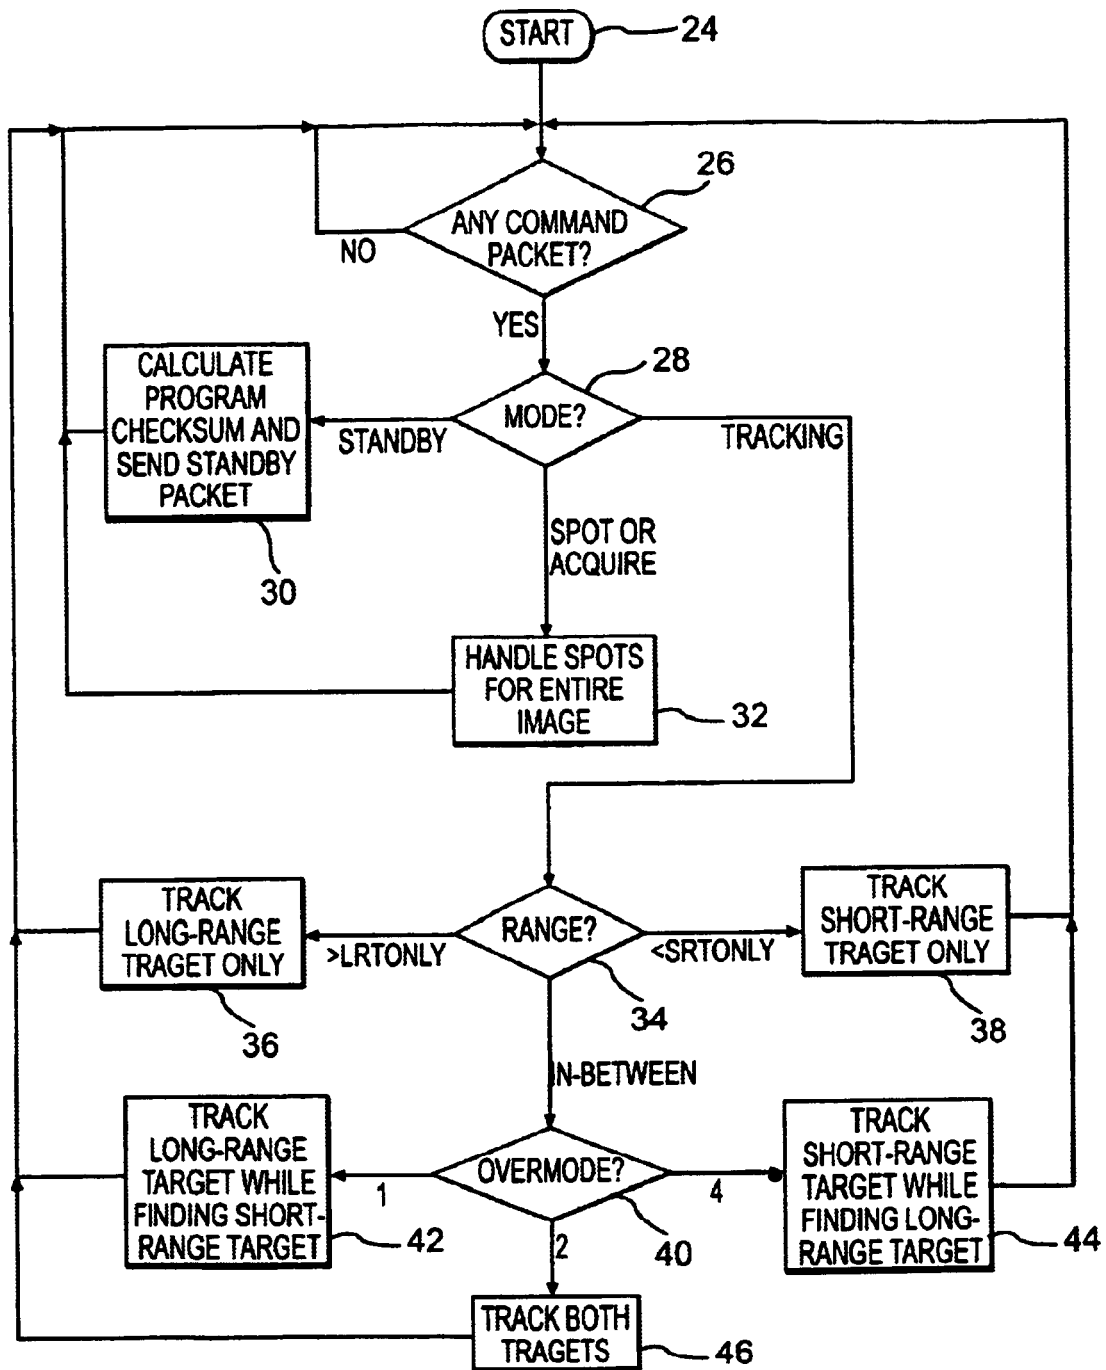 START
24
ANY COMMAND
PACKET?
26
NO
YES
MODE?
28
STANDBY
TRACKING
CALCULATE
PROGRAM
CHECKSUM AND
SEND STANDBY
PACKET
30
SPOT OR
ACQUIRE
HANDLE SPOTS
FOR ENTIRE
IMAGE
32
RANGE?
34
>LRTONLY
<SRTONLY
TRACK
LONG-RANGE
TRAGET ONLY
36
TRACK
SHORT-RANGE
TRAGET ONLY
38
IN-BETWEEN
OVERMODE?
40
1
4
2
TRACK
LONG-RANGE
TARGET WHILE
FINDING SHORT-
RANGE TARGET
42
TRACK
SHORT-RANGE
TARGET WHILE
FINDING LONG-
RANGE TARGET
44
TRACK BOTH
TRAGETS
46